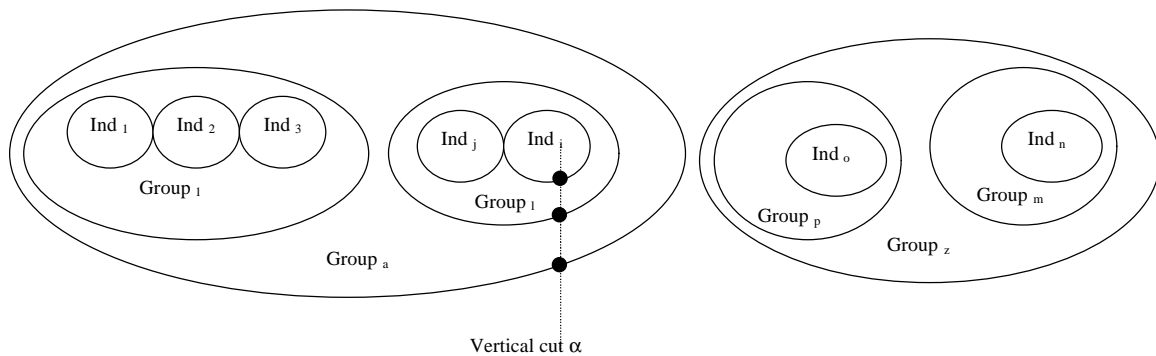 Ind 1 Ind 2 Ind 3
Group 1
Ind j Ind i
Group l
Group a
Ind o
Group p
Ind n
Group m
Group z
Vertical cut α